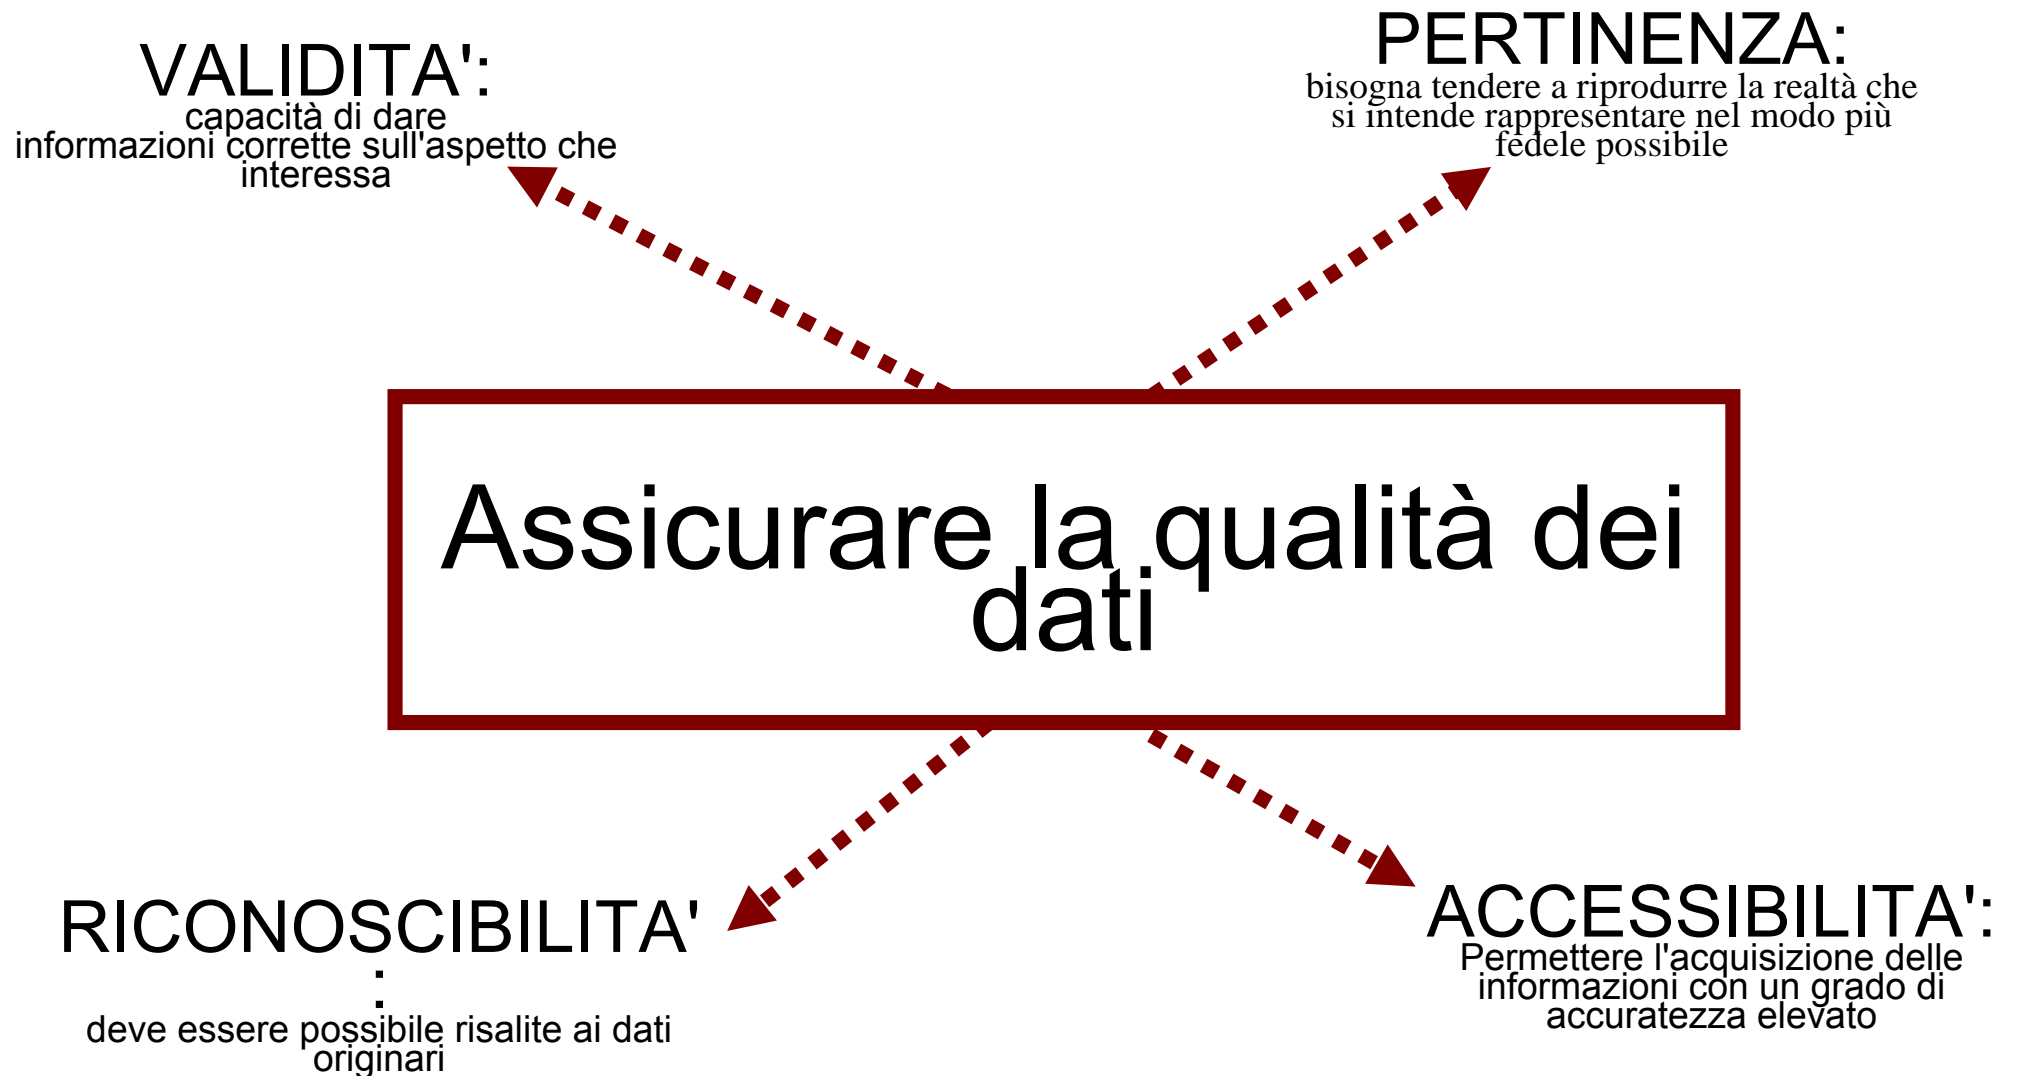 VALIDITA':
capacità di dare
informazioni corrette sull'aspetto che
interessa
PERTINENZA:
bisogna tendere a riprodurre la realtà che
si intende rappresentare nel modo più
fedele possibile
Assicurare la qualità dei
dati
RICONOSCIBILITA'
:
deve essere possibile risalite ai dati
originari
ACCESSIBILITA':
Permettere l'acquisizione delle
informazioni con un grado di
accuratezza elevato